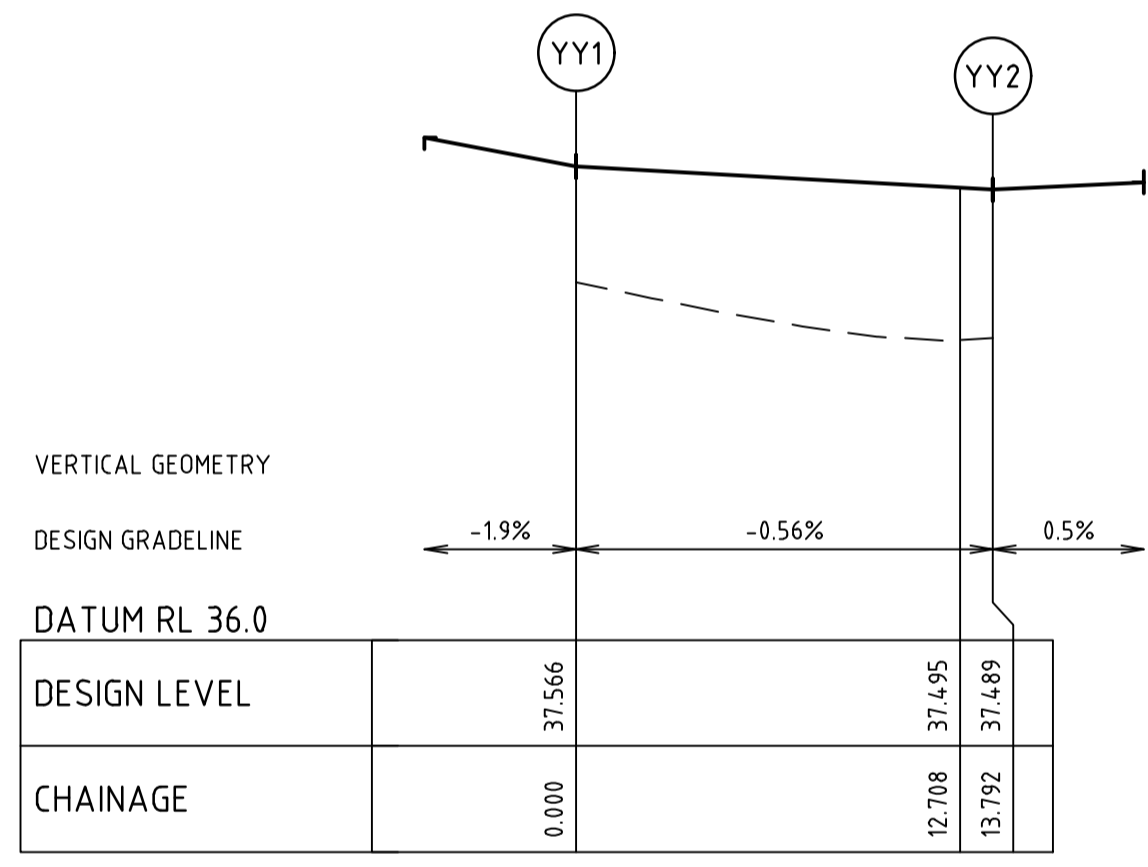 YY1
YY2
VERTICAL GEOMETRY
DESIGN GRADELINE
-1.9%
-0.56%
0.5%
DATUM RL 36.0
DESIGN LEVEL
37.566
37.495
37.489
CHAINAGE
0.000
12.708
13.792